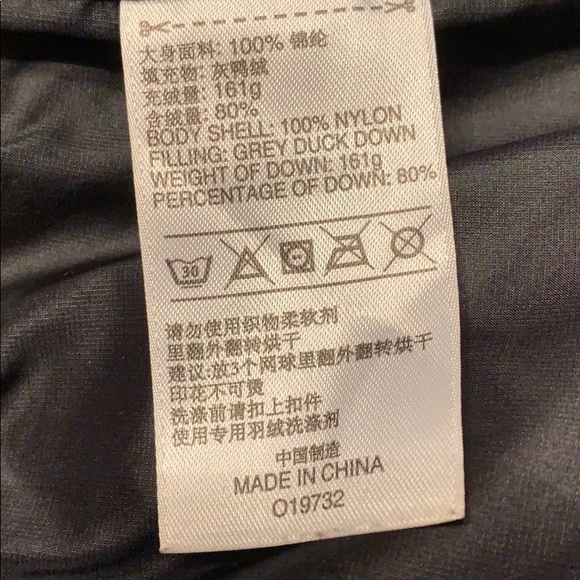 大身面料: 100% 锦纶
填充物: 灰鸭绒
充绒量: 161g
含绒量: 80%
BODY SHELL: 100% NYLON
FILLING: GREY DUCK DOWN
WEIGHT OF DOWN: 161g
PERCENTAGE OF DOWN: 80%
30
请勿使用织物柔软剂
里翻外翻转烘干
建议:放3个网球里翻外翻转烘干
印花不可烫
洗涤前请扣上扣件
使用专用羽绒洗涤剂
中国制造
MADE IN CHINA
O19732